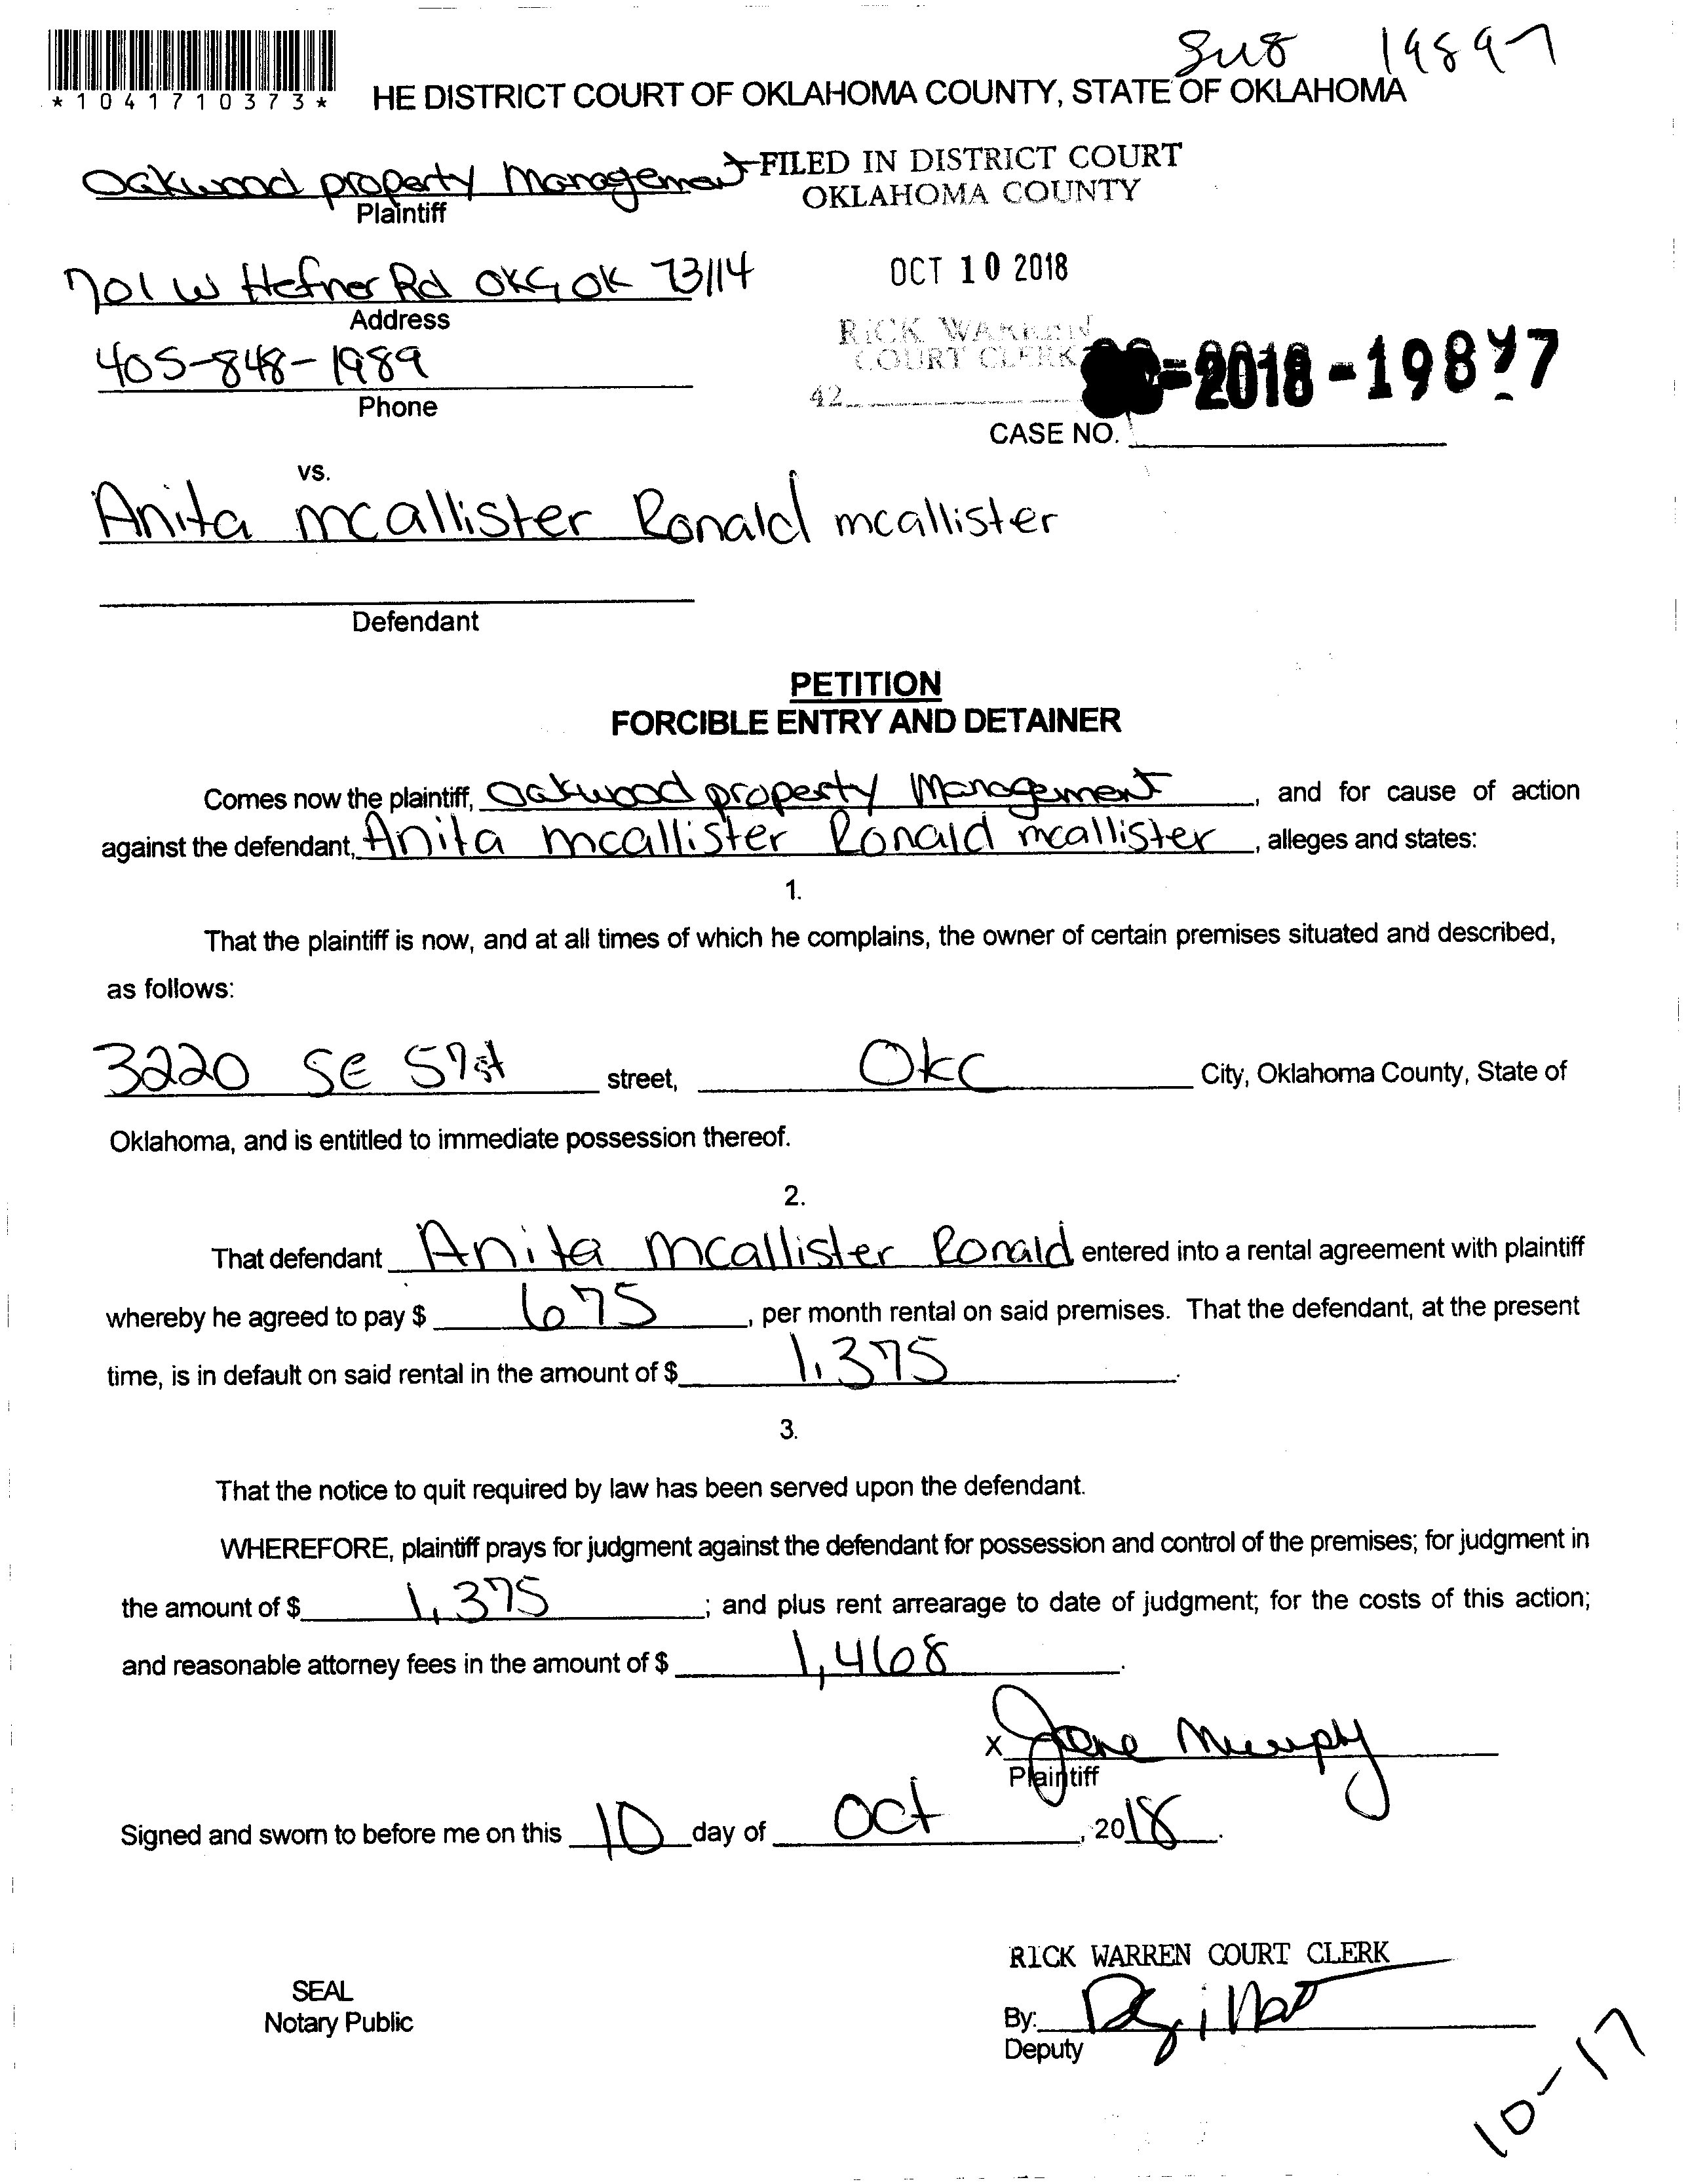 19897
*1041710373*
HE DISTRICT COURT OF OKLAHOMA COUNTY, STATE OF OKLAHOMA
Oakwood property Management
FILED IN DISTRICT COURT
OKLAHOMA COUNTY
Plaintiff
OCT 10 2018
701 W Hefner Rd OKC, OK 73114
Address
RICK WARREN
COURT CLERK
405-848-1989
-2018-198
42
Phone
CASE NO.
vs.
Anita mcallister Ronald mcallister
Defendant
PETITION
FORCIBLE ENTRY AND DETAINER
Comes now the plaintiff, Oakwood property Management, and for cause of action
against the defendant, Anita mcallister Ronald mcallister, alleges and states:
1.
That the plaintiff is now, and at all times of which he complains, the owner of certain premises situated and described,
as follows:
3220 SE 57st street, OKC City, Oklahoma County, State of
Oklahoma, and is entitled to immediate possession thereof.
2.
That defendant Anita mcallister Ronald entered into a rental agreement with plaintiff
whereby he agreed to pay $ 675, per month rental on said premises. That the defendant, at the present
time, is in default on said rental in the amount of $ 1,375.
3.
That the notice to quit required by law has been served upon the defendant.
WHEREFORE, plaintiff prays for judgment against the defendant for possession and control of the premises; for judgment in
the amount of $ 1,375; and plus rent arrearage to date of judgment; for the costs of this action;
and reasonable attorney fees in the amount of $ 1,468.
x Jane Murphy
Plaintiff
Signed and sworn to before me on this 10 day of Oct, 2018.
RICK WARREN COURT CLERK
SEAL
Notary Public
By:
Deputy
10-17